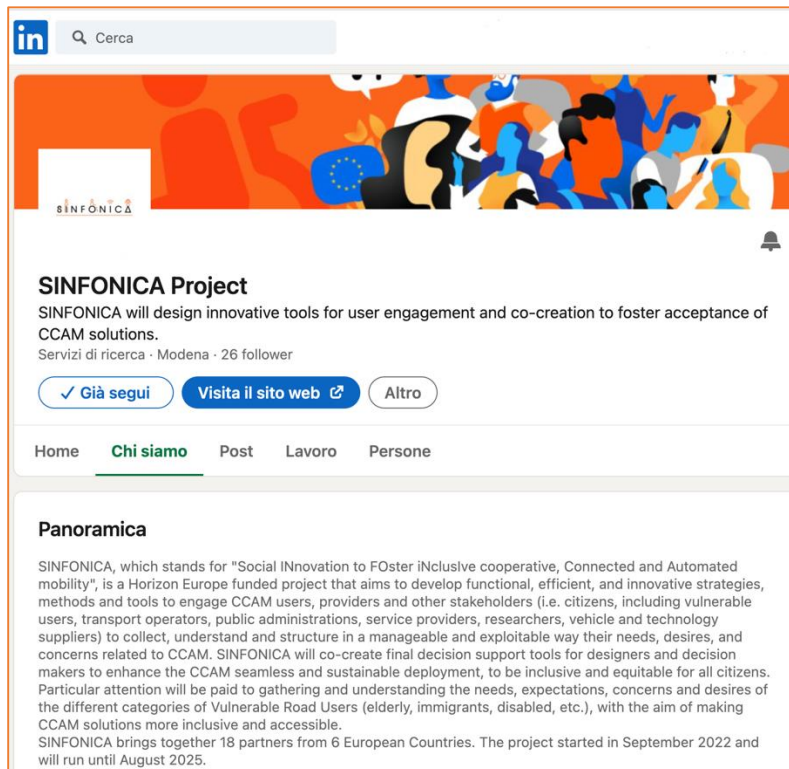 in
Cerca
SINFONICA
SINFONICA Project
SINFONICA will design innovative tools for user engagement and co-creation to foster acceptance of
CCAM solutions.
Servizi di ricerca · Modena · 26 follower
✓ Già segui
Visita il sito web
Altro
Home
Chi siamo
Post
Lavoro
Persone
Panoramica
SINFONICA, which stands for "Social INnovation to FOster iNclusIve cooperative, Connected and Automated
mobility", is a Horizon Europe funded project that aims to develop functional, efficient, and innovative strategies,
methods and tools to engage CCAM users, providers and other stakeholders (i.e. citizens, including vulnerable
users, transport operators, public administrations, service providers, researchers, vehicle and technology
suppliers) to collect, understand and structure in a manageable and exploitable way their needs, desires, and
concerns related to CCAM. SINFONICA will co-create final decision support tools for designers and decision
makers to enhance the CCAM seamless and sustainable deployment, to be inclusive and equitable for all citizens.
Particular attention will be paid to gathering and understanding the needs, expectations, concerns and desires of
the different categories of Vulnerable Road Users (elderly, immigrants, disabled, etc.), with the aim of making
CCAM solutions more inclusive and accessible.
SINFONICA brings together 18 partners from 6 European Countries. The project started in September 2022 and
will run until August 2025.